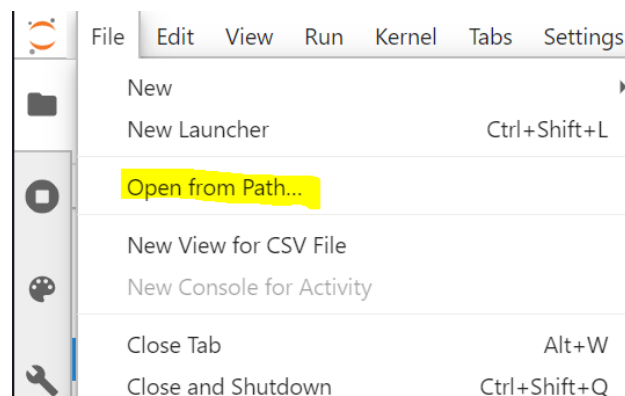 File Edit View Run Kernel Tabs Settings
New
New Launcher Ctrl+Shift+L
Open from Path...
New View for CSV File
New Console for Activity
Close Tab Alt+W
Close and Shutdown Ctrl+Shift+Q